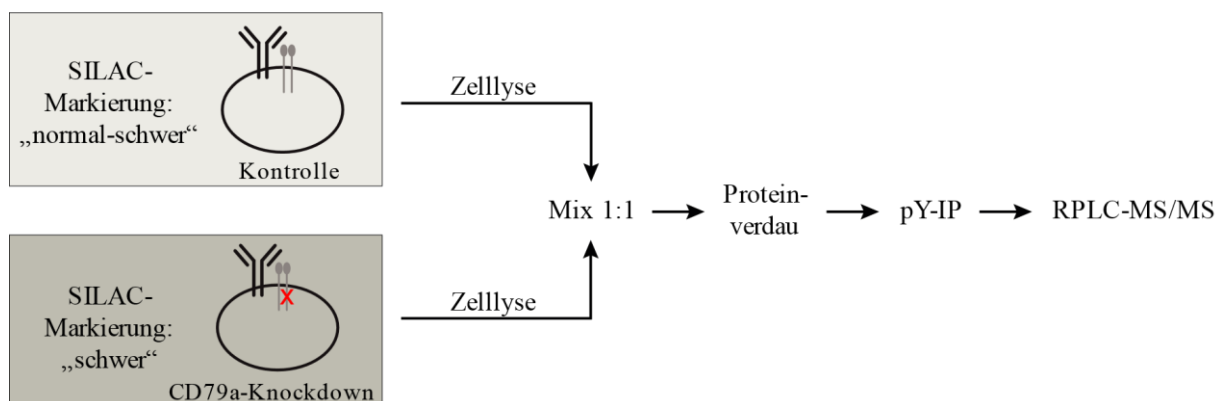 SILAC-
Markierung:
„normal-schwer“
Kontrolle
Zelllyse
Mix 1:1
Protein-
verdau
pY-IP
RPLC-MS/MS
SILAC-
Markierung:
„schwer“
X
CD79a-Knockdown
Zelllyse